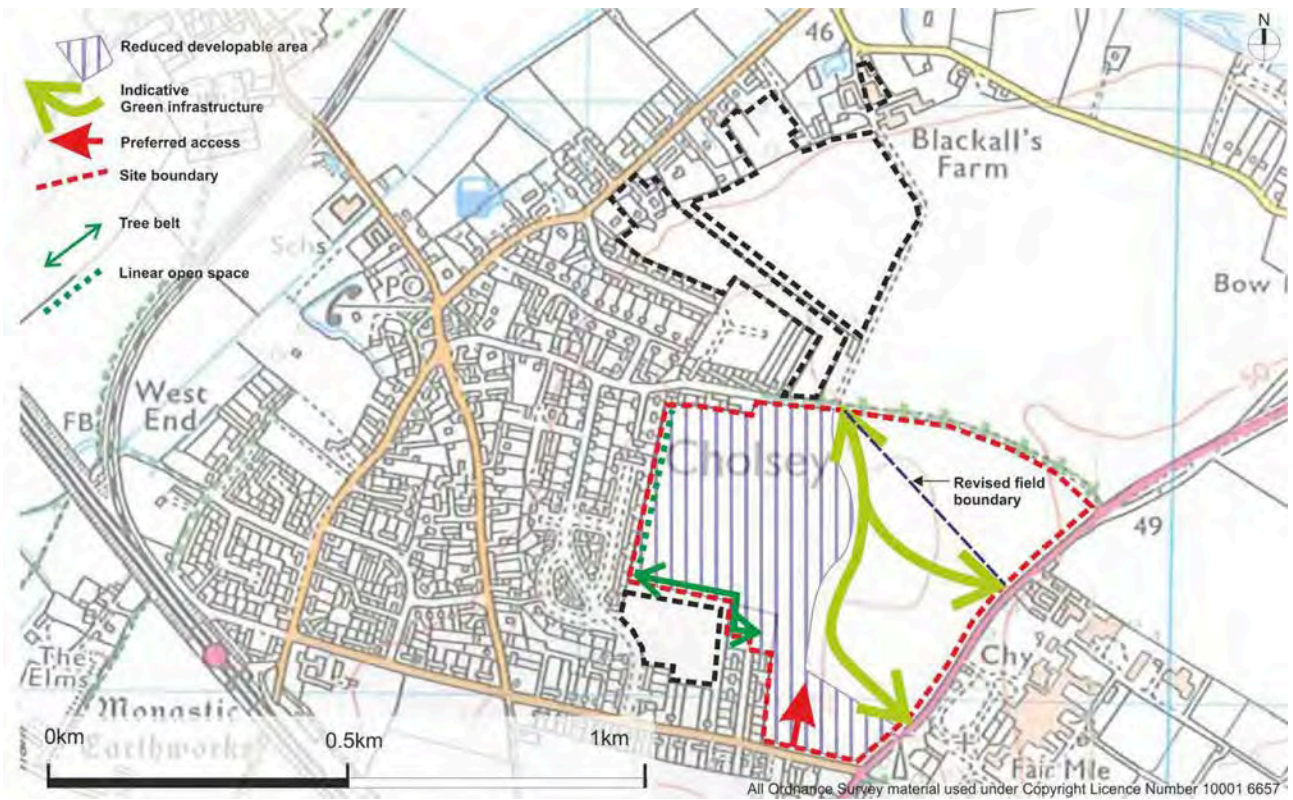 Reduced developable area
Indicative
Green infrastructure
Preferred access
Site boundary
Tree belt
Linear open space
N
46
Blackall's
Farm
Schs
PO
Bow
West
End
FB
50
Cholsey
Revised field
boundary
49
The
Elms
Chy
Monastic
Earthworks
Fair Mle
0km
0.5km
1km
All Ordnance Survey material used under Copyright Licence Number 10001 6657